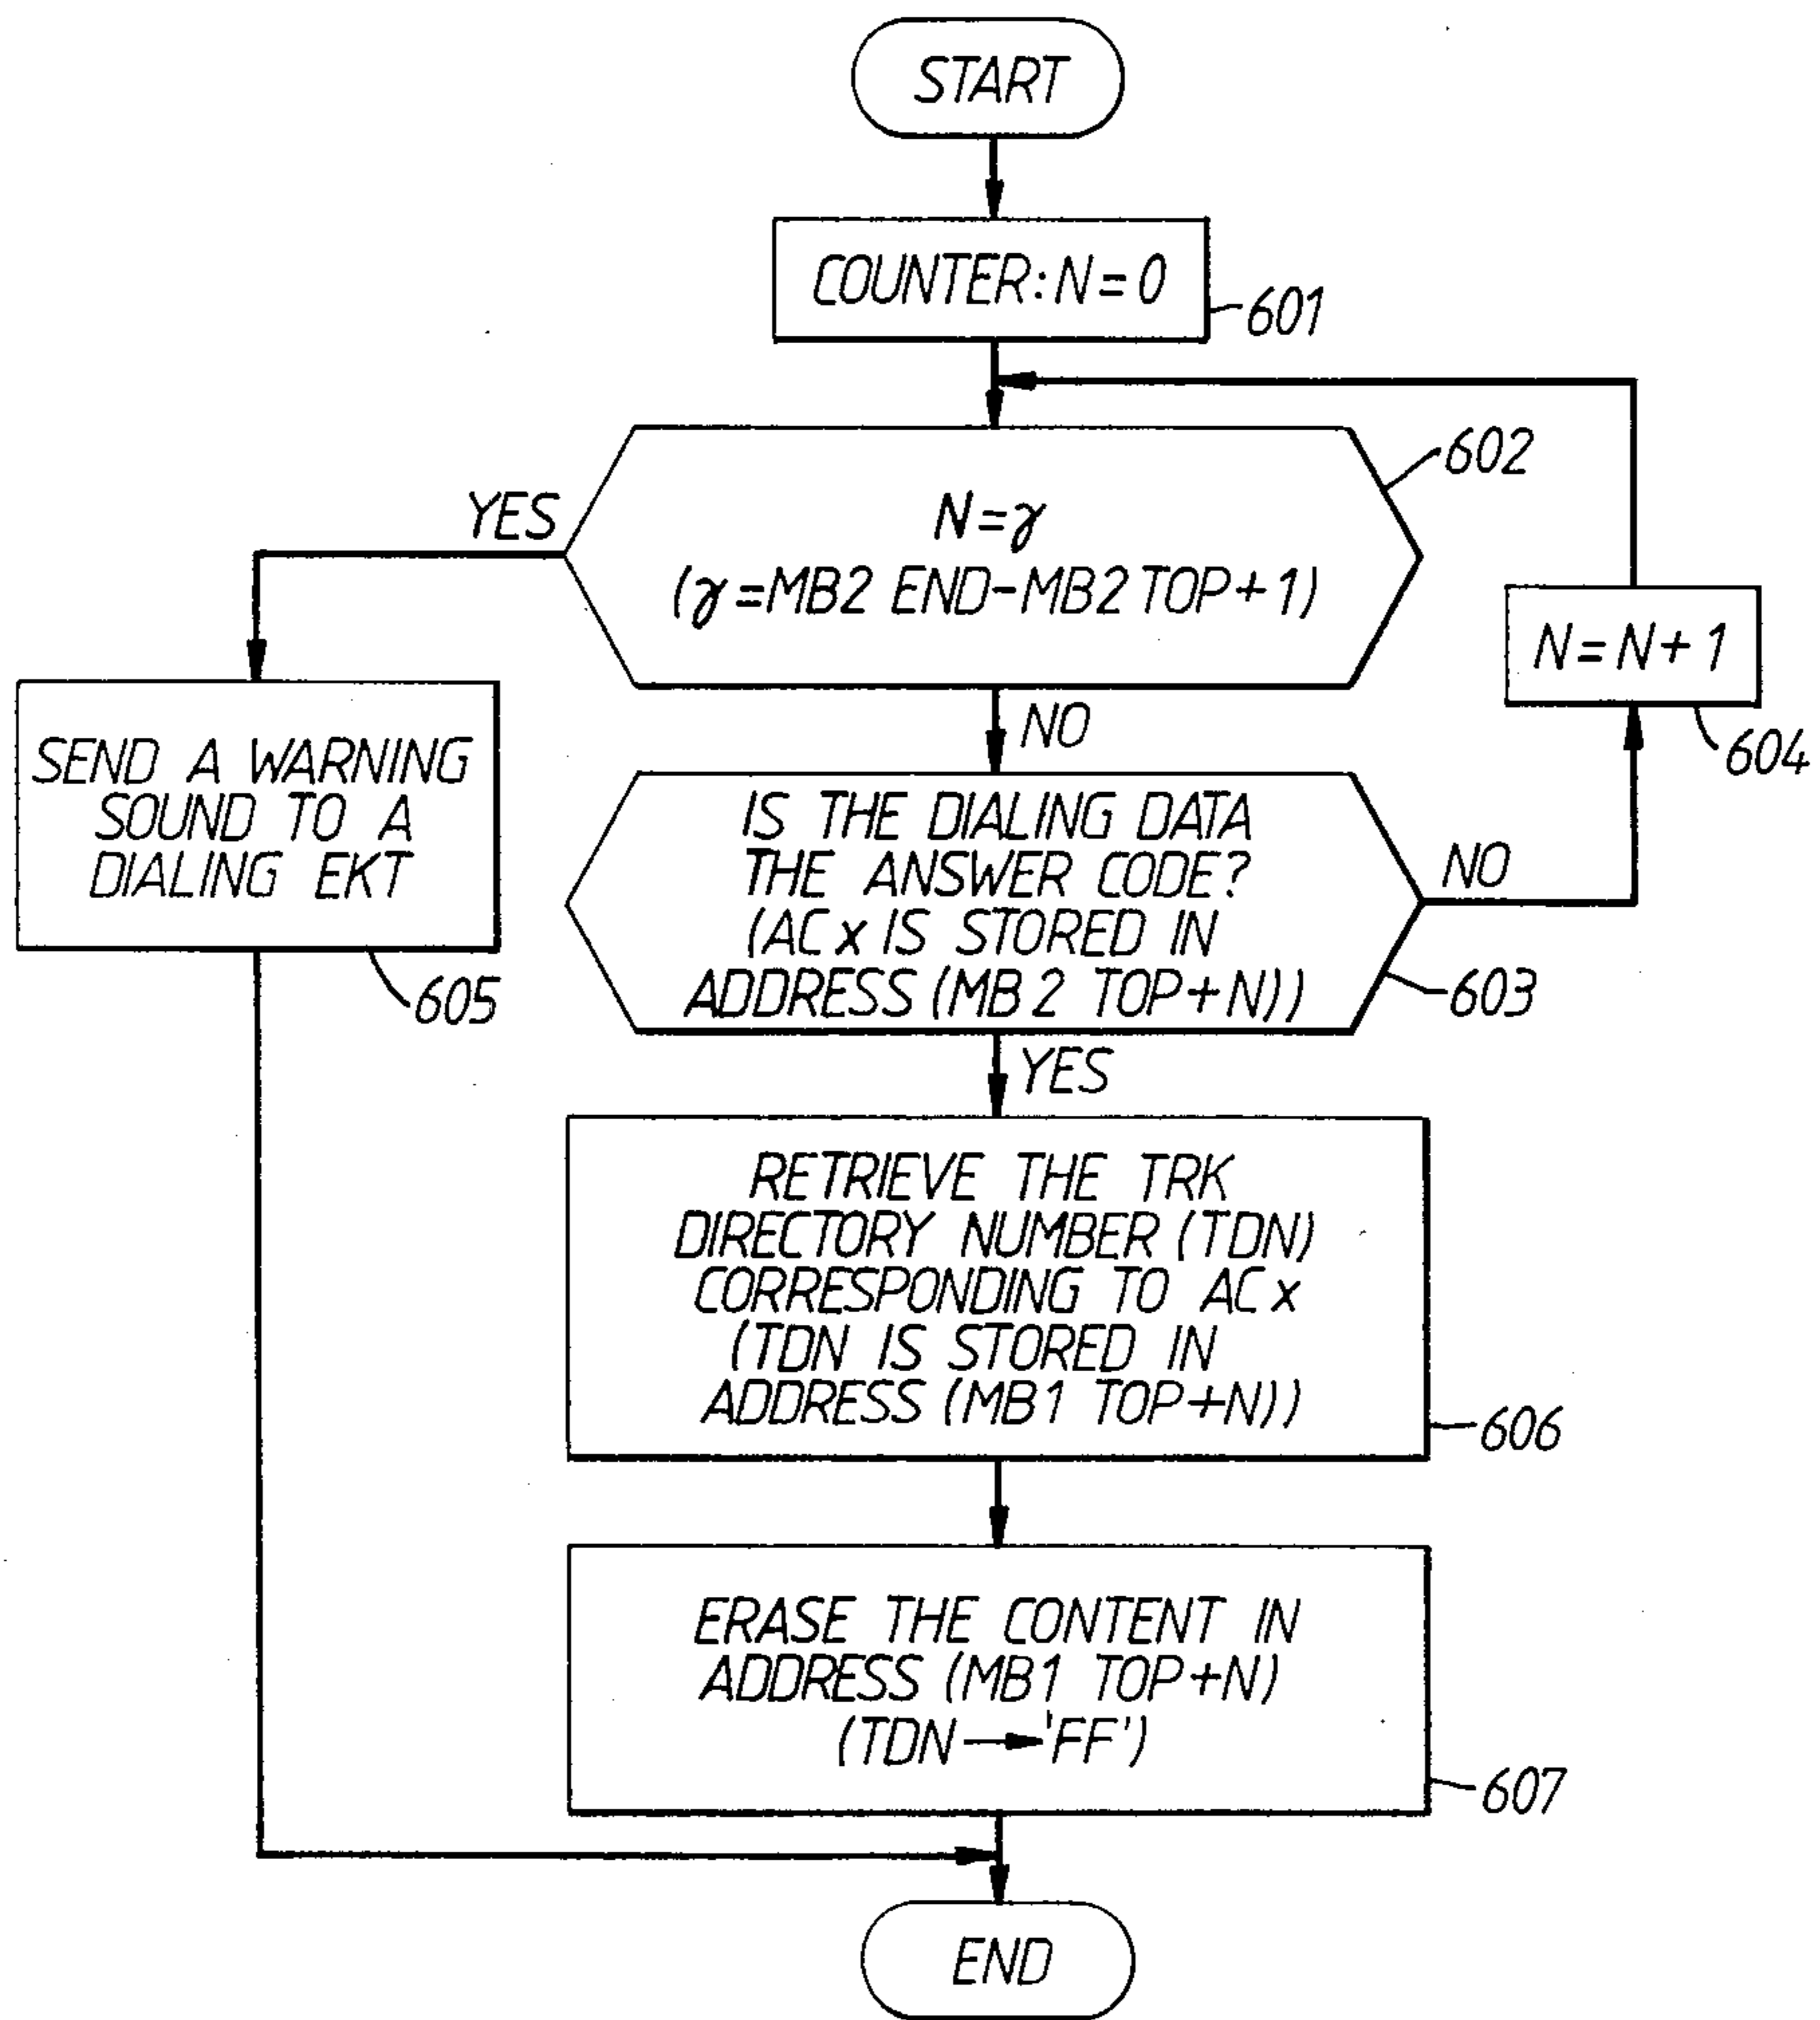 START
COUNTER: N = 0
601
602
YES
N = γ
(γ = MB2 END - MB2 TOP + 1)
N = N + 1
604
NO
SEND A WARNING
SOUND TO A
DIALING EKT
605
IS THE DIALING DATA
THE ANSWER CODE?
(ACx IS STORED IN
ADDRESS (MB2 TOP + N))
NO
603
YES
RETRIEVE THE TRK
DIRECTORY NUMBER (TDN)
CORRESPONDING TO ACx
(TDN IS STORED IN
ADDRESS (MB1 TOP + N))
606
ERASE THE CONTENT IN
ADDRESS (MB1 TOP + N)
(TDN → 'FF')
607
END